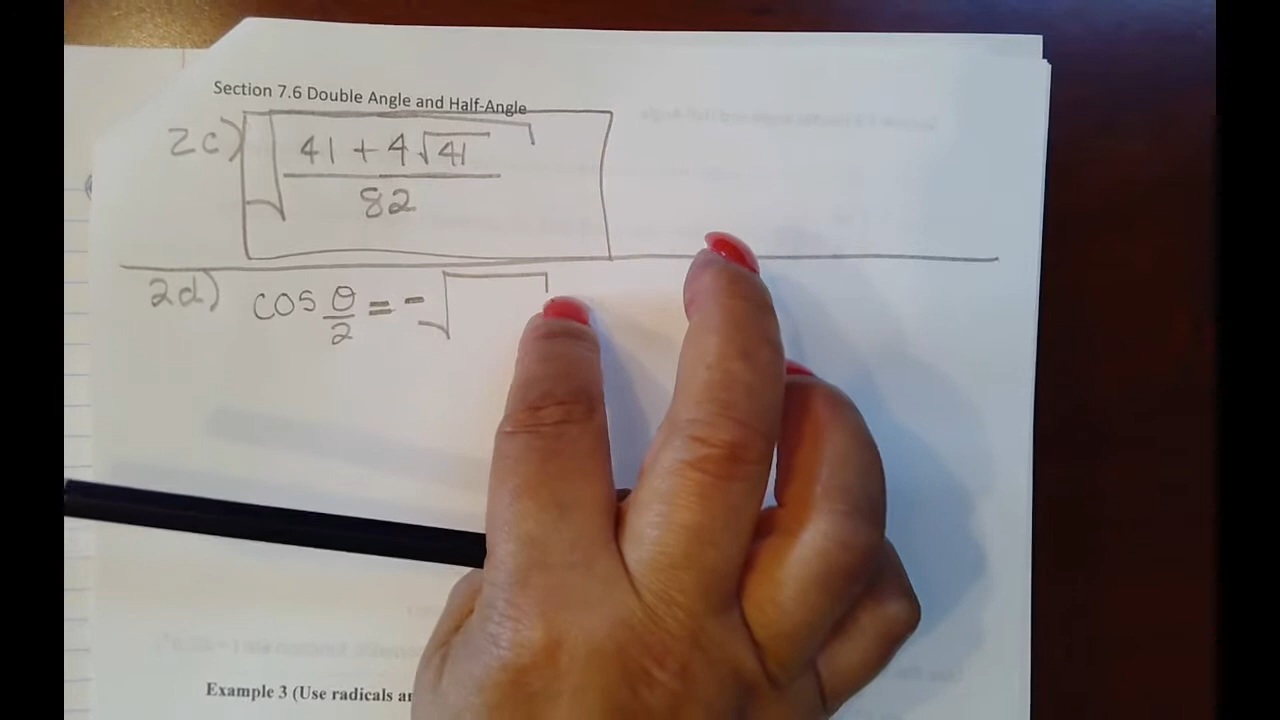 Section 7.6 Double Angle and Half-Angle
2c) √(41 + 4√41 / 82)
2d) cos θ/2 = -√
Example 3 (Use radicals